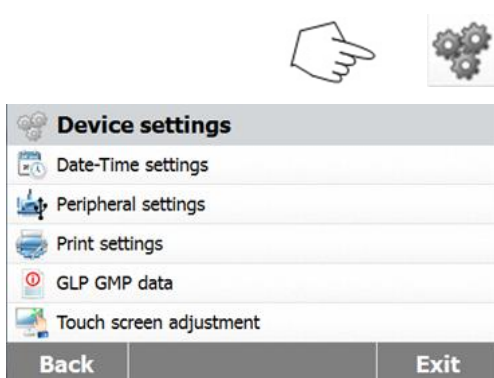 Device settings
Date-Time settings
Peripheral settings
Print settings
GLP GMP data
Touch screen adjustment
Back Exit